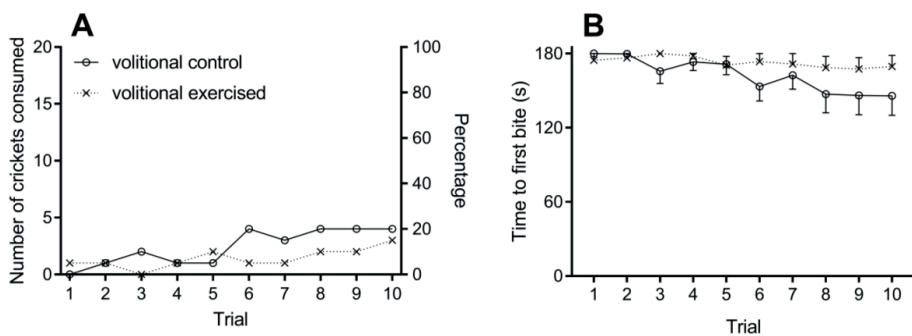 A
B
20
15
10
5
0
Number of crickets consumed
volitional control
volitional exercised
100
80
60
40
20
0
Percentage
1 2 3 4 5 6 7 8 9 10
Trial
180
120
60
0
Time to first bite (s)
1 2 3 4 5 6 7 8 9 10
Trial